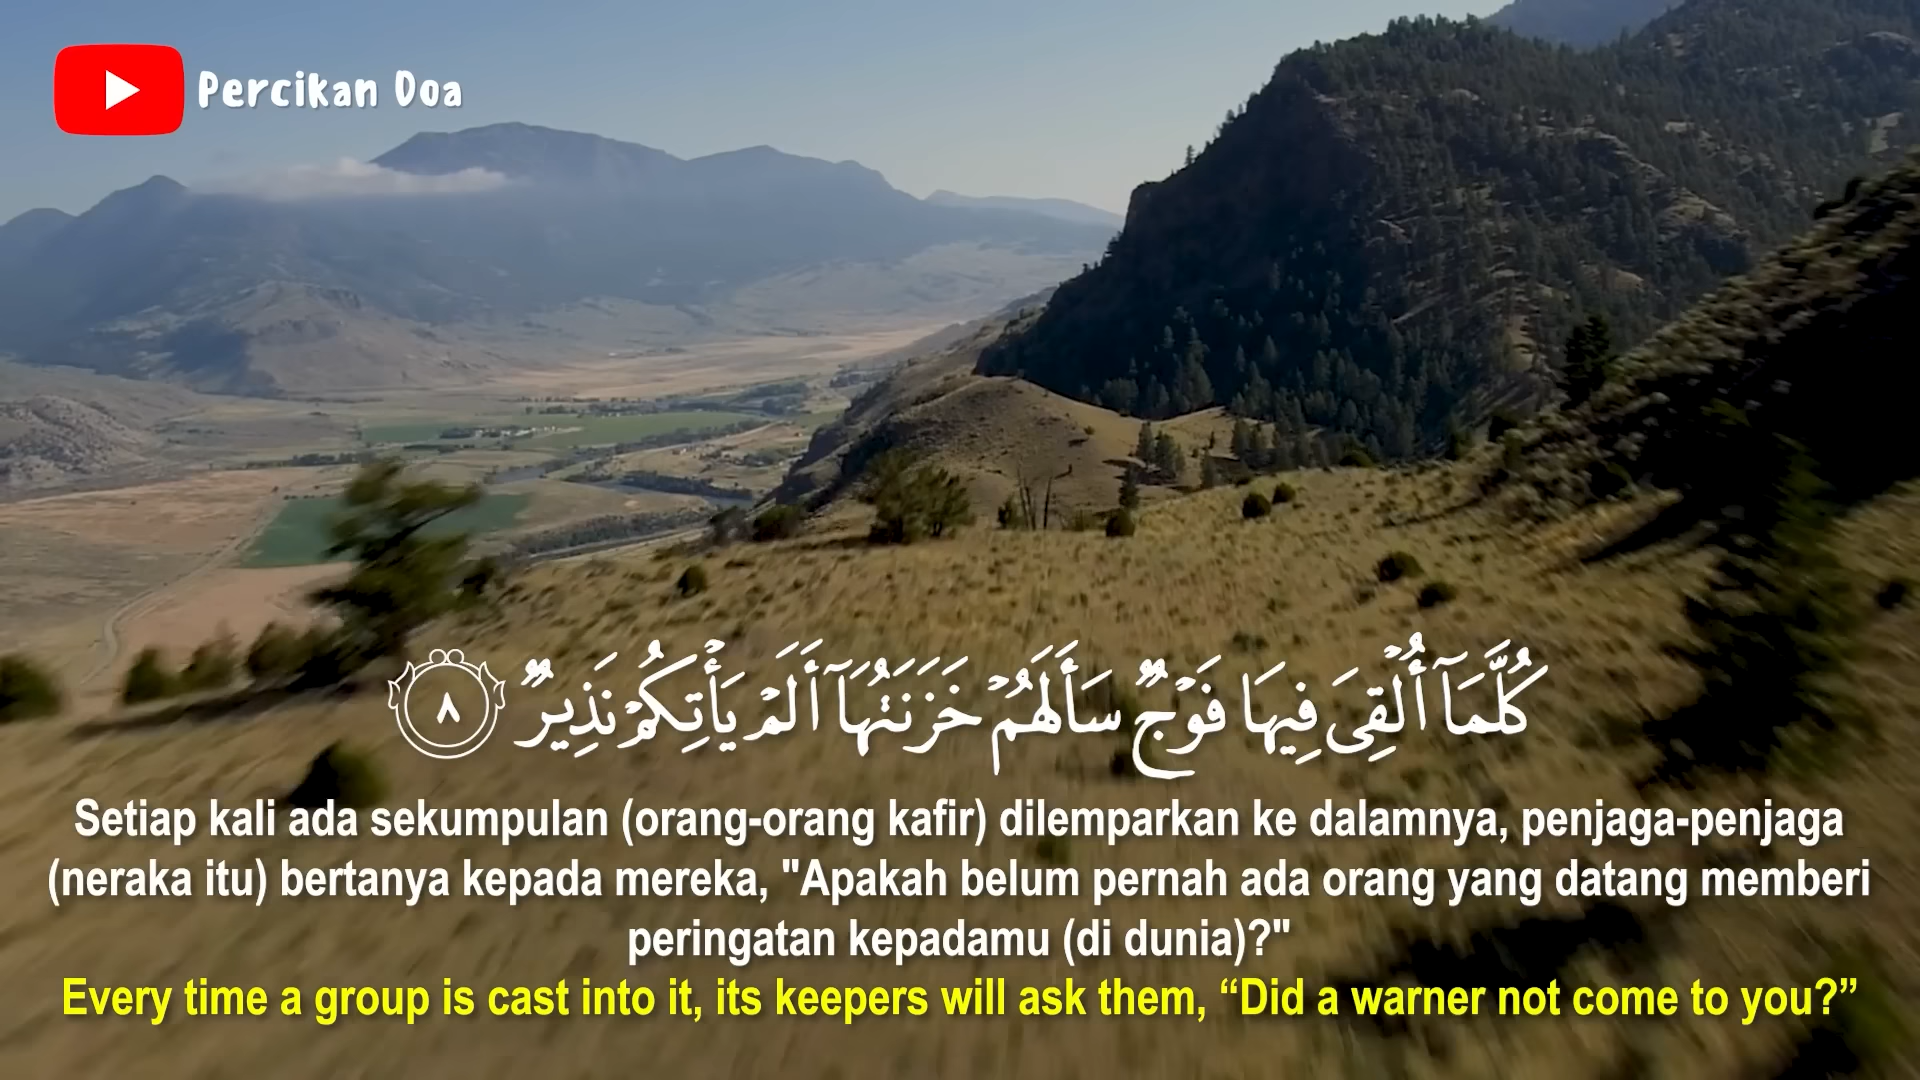 Percikan Doa
كُلَّمَآ أُلْقِىَ فِيهَا فَوْجٌ سَأَلَهُمْ خَزَنَتُهَآ أَلَمْ يَأْتِكُمْ نَذِيرٌ ٨
Setiap kali ada sekumpulan (orang-orang kafir) dilemparkan ke dalamnya, penjaga-penjaga
(neraka itu) bertanya kepada mereka, "Apakah belum pernah ada orang yang datang memberi
peringatan kepadamu (di dunia)?"
Every time a group is cast into it, its keepers will ask them, “Did a warner not come to you?”